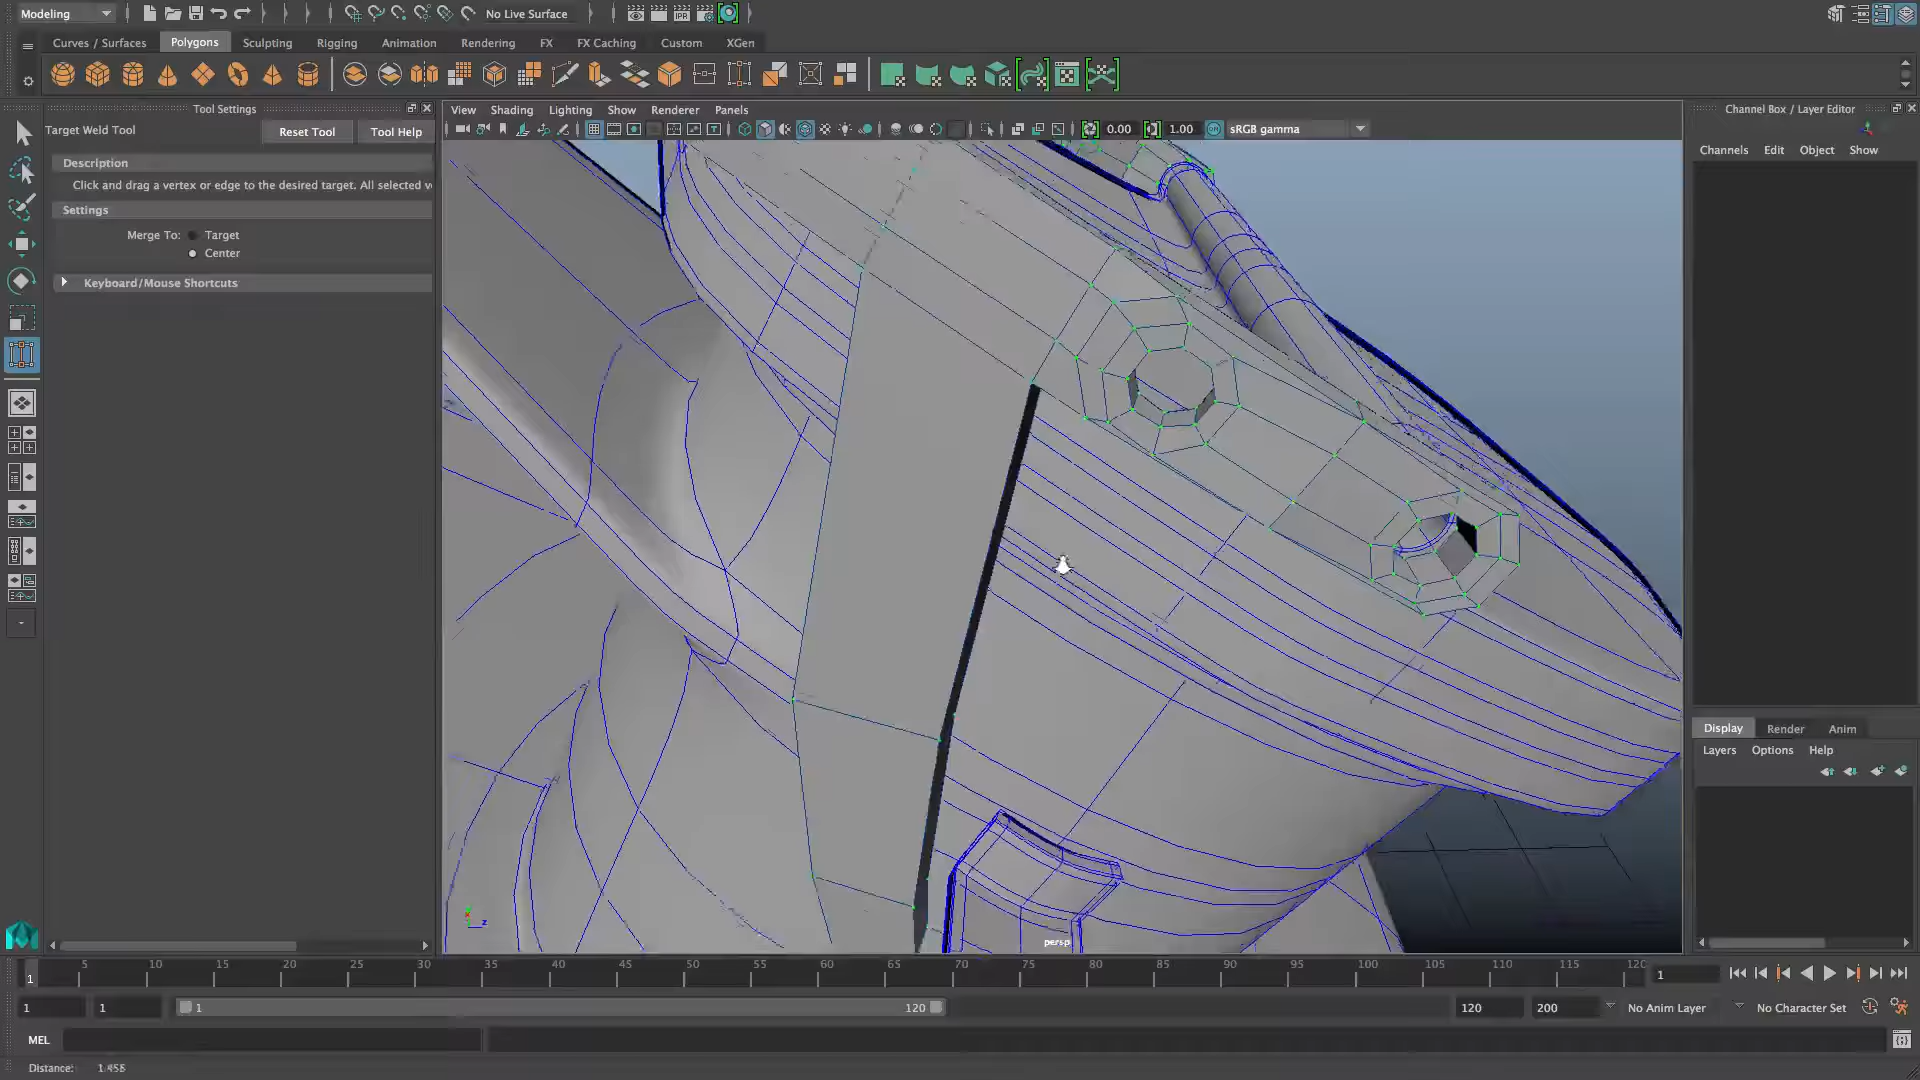 Modeling
No Live Surface
IPR
Curves / Surfaces Polygons Sculpting Rigging Animation Rendering FX FX Caching Custom XGen
Tool Settings
Target Weld Tool Reset Tool Tool Help
Description
Click and drag a vertex or edge to the desired target. All selected v
Settings
Merge To: Target
Center
Keyboard/Mouse Shortcuts
View Shading Lighting Show Renderer Panels
0.00 1.00 sRGB gamma
z
persp
Channel Box / Layer Editor
Channels Edit Object Show
Display Render Anim
Layers Options Help
1 5 10 15 20 25 30 35 40 45 50 55 60 65 70 75 80 85 90 95 100 105 110 115 120
1
1 1 1 120 120 200 No Anim Layer No Character Set
MEL
Distance: 1.456